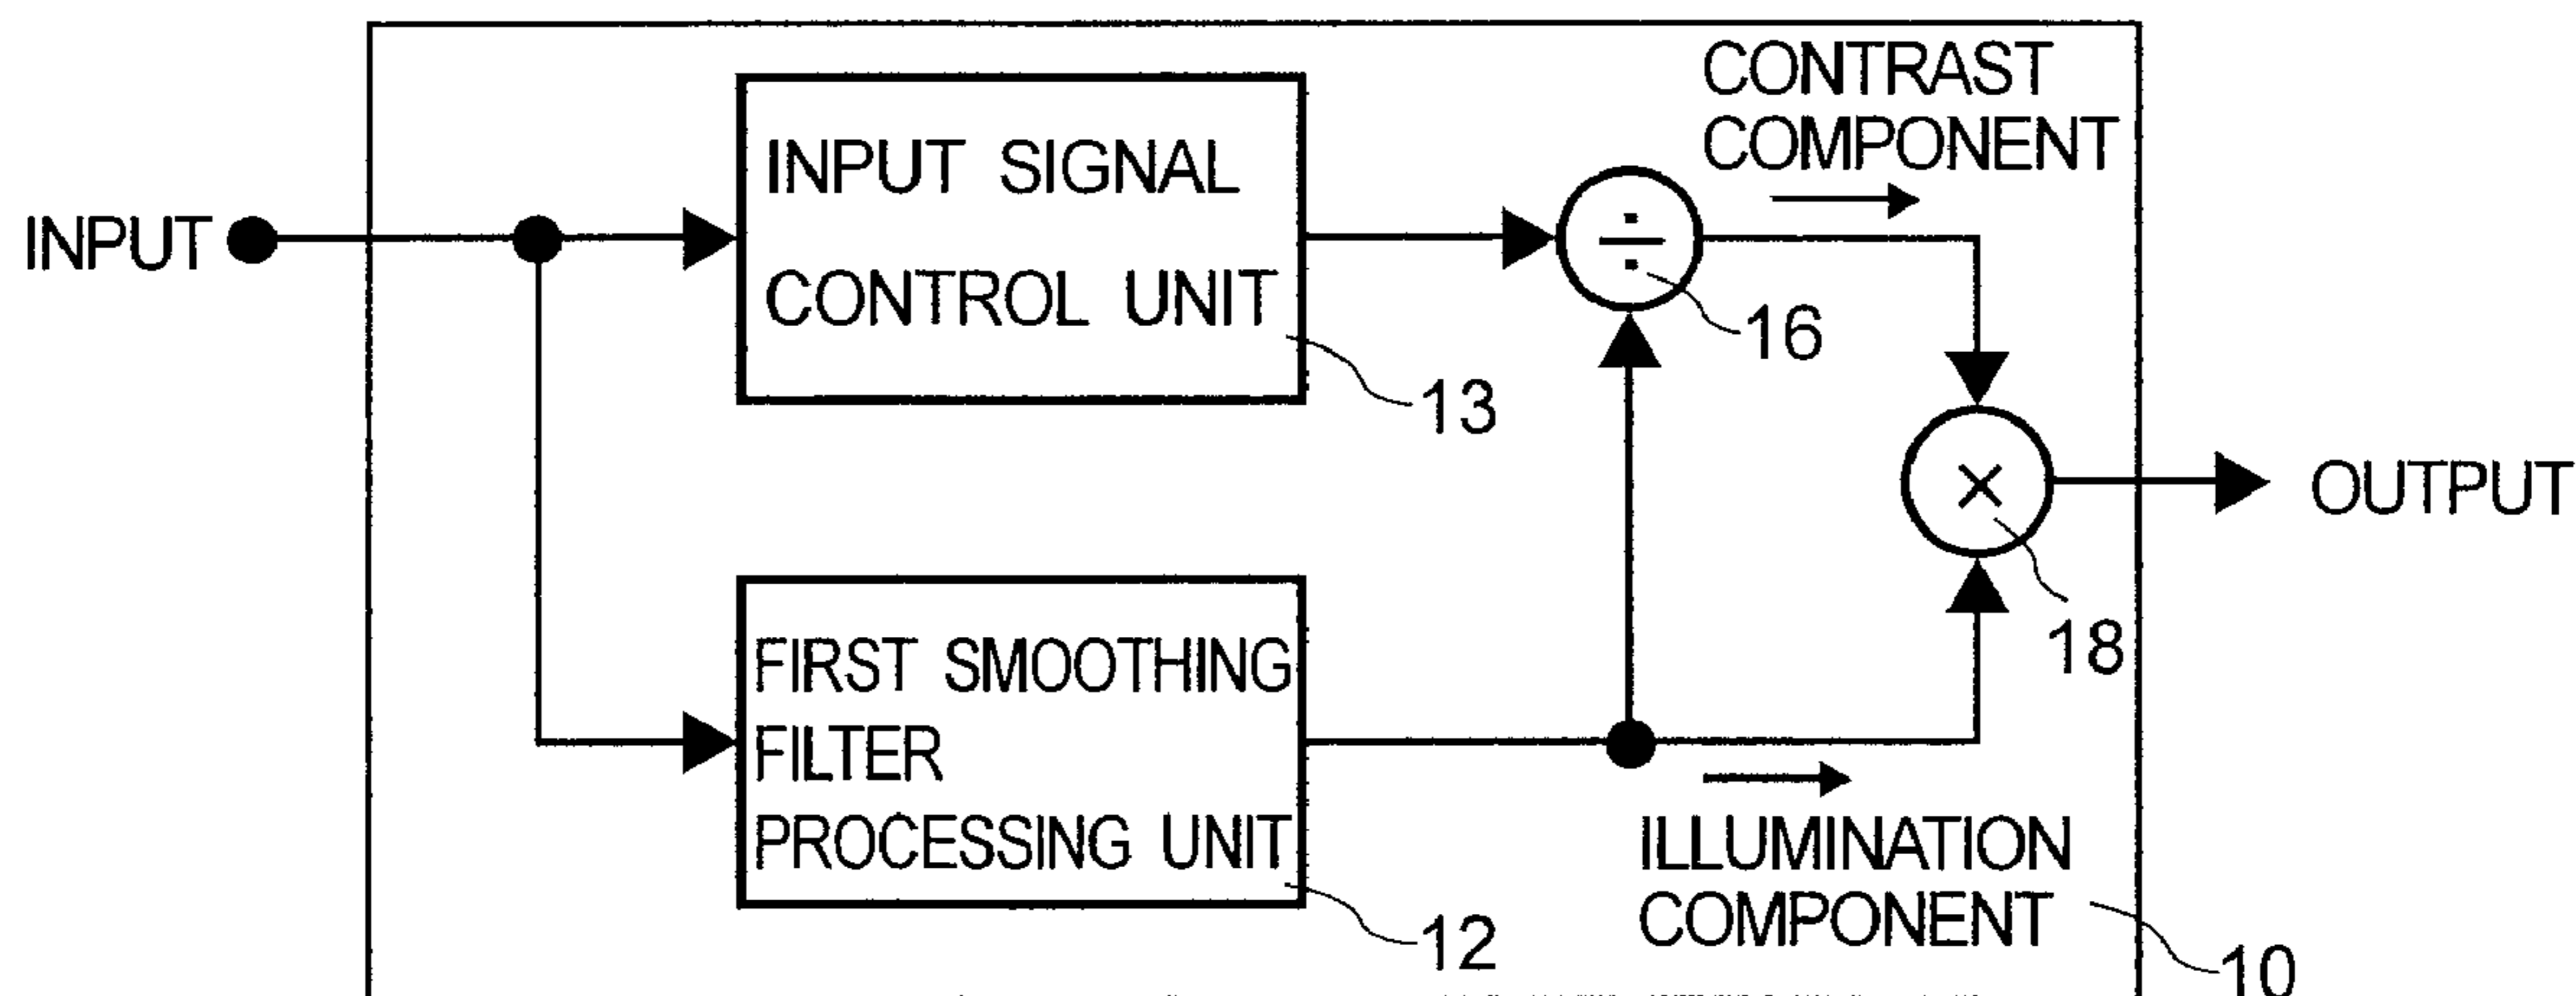 INPUT
INPUT SIGNAL
CONTROL UNIT
13
÷
16
CONTRAST
COMPONENT
×
18
OUTPUT
FIRST SMOOTHING
FILTER
PROCESSING UNIT
12
ILLUMINATION
COMPONENT
10